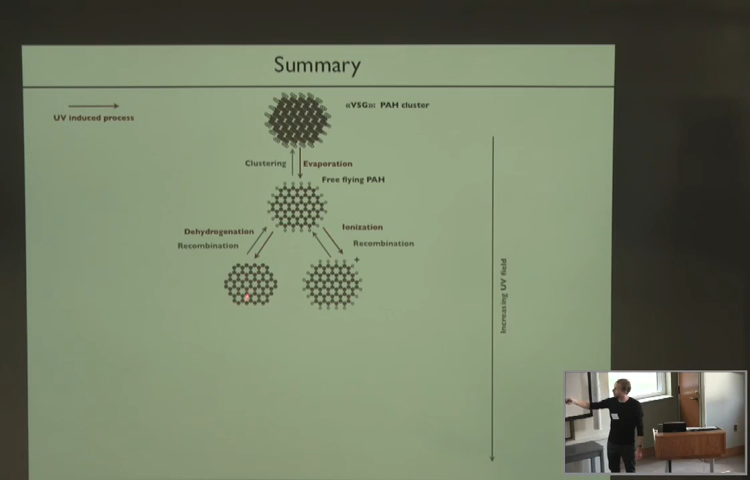 Summary
UV induced process
«VSG» PAH cluster
Clustering
Evaporation
Free flying PAH
Dehydrogenation
Recombination
Ionization
Recombination
+
Increasing UV field